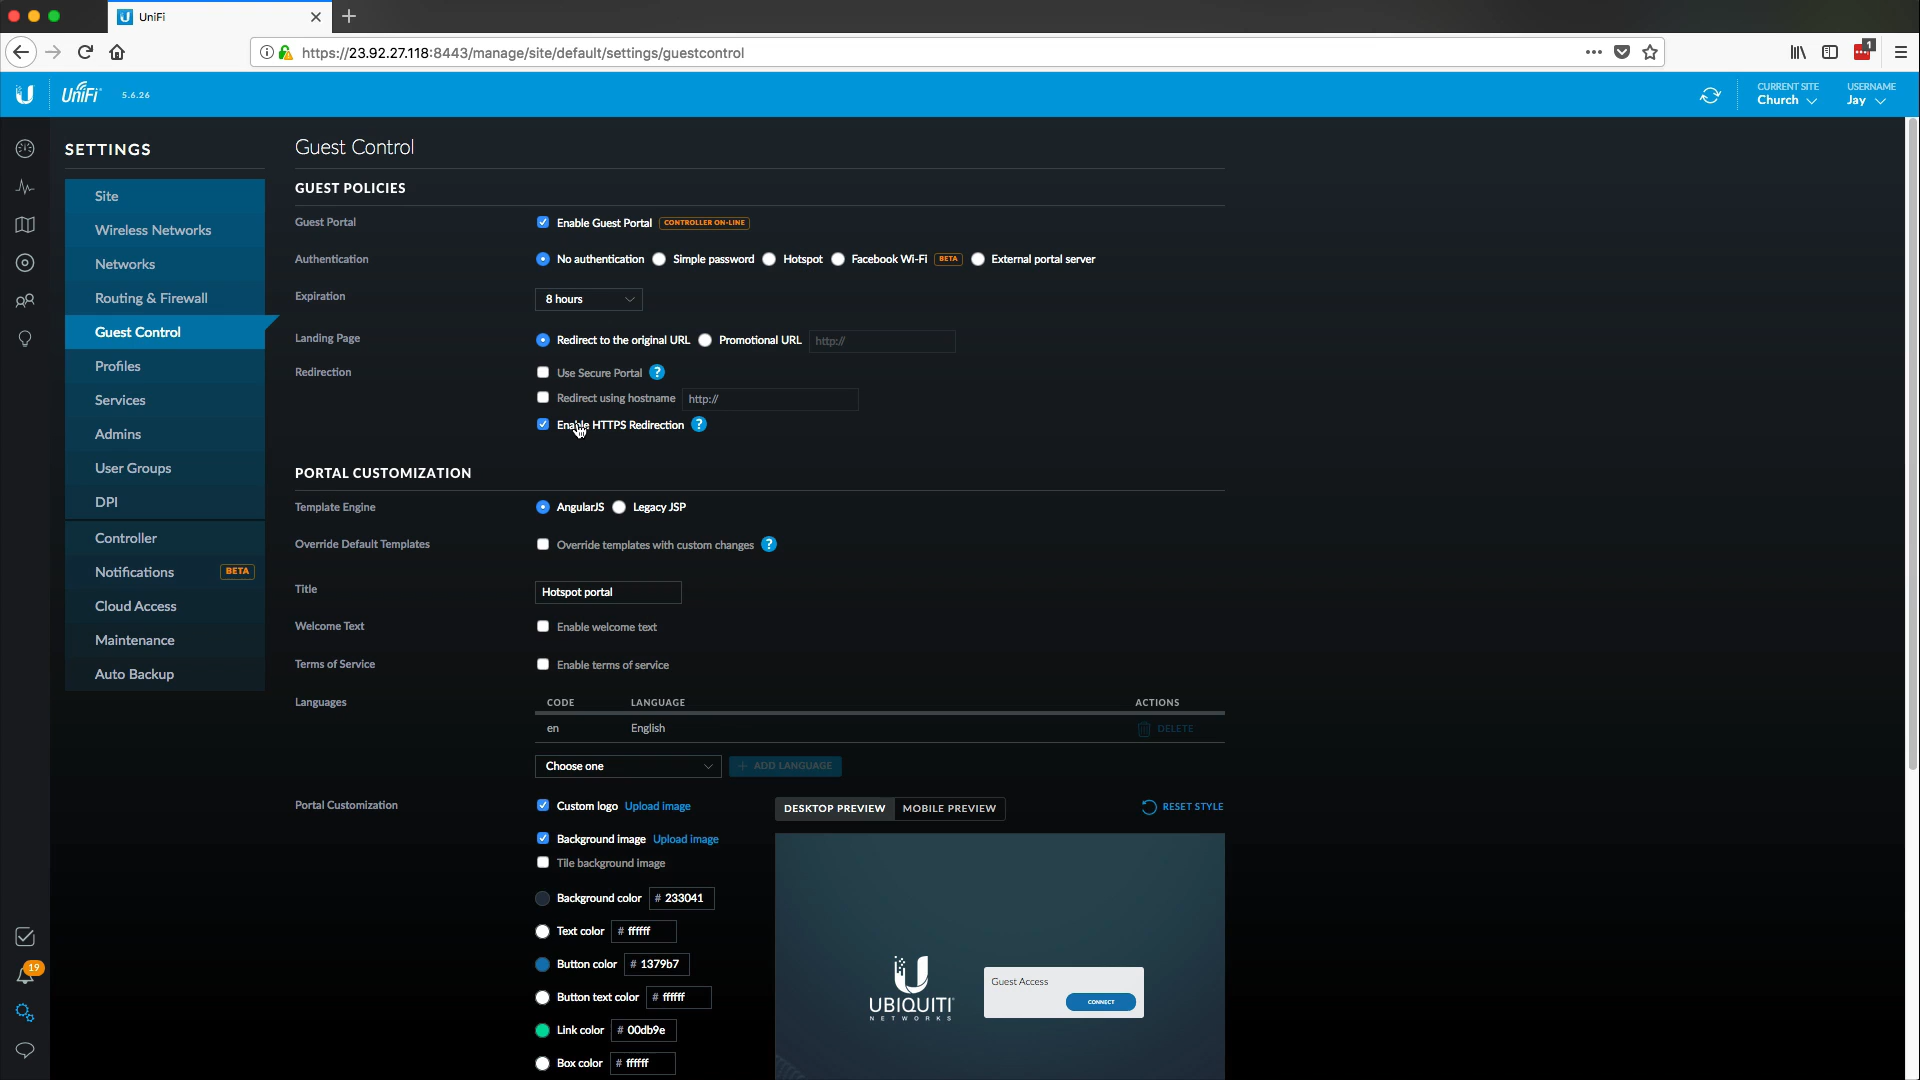 UniFi
https://23.92.27.118:8443/manage/site/default/settings/guestcontrol
1
UniFi 5.6.26
CURRENT SITE
Church
USERNAME
Jay
SETTINGS
Site
Wireless Networks
Networks
Routing & Firewall
Guest Control
Profiles
Services
Admins
User Groups
DPI
Controller
Notifications BETA
Cloud Access
Maintenance
Auto Backup
19
Guest Control
GUEST POLICIES
Guest Portal Enable Guest Portal CONTROLLER ON-LINE
Authentication No authentication Simple password Hotspot Facebook Wi-Fi BETA External portal server
Expiration 8 hours
Landing Page Redirect to the original URL Promotional URL http://
Redirection Use Secure Portal ?
Redirect using hostname http://
Enable HTTPS Redirection ?
PORTAL CUSTOMIZATION
Template Engine AngularJS Legacy JSP
Override Default Templates Override templates with custom changes ?
Title Hotspot portal
Welcome Text Enable welcome text
Terms of Service Enable terms of service
Languages CODE LANGUAGE ACTIONS
en English DELETE
Choose one + ADD LANGUAGE
Portal Customization Custom logo Upload image DESKTOP PREVIEW MOBILE PREVIEW RESET STYLE
Background image Upload image
Tile background image
Background color # 233041
Text color # ffffff
Button color # 1379b7
Button text color # ffffff
Link color # 00db9e
Box color # ffffff
UBIQUITI
NETWORKS
Guest Access
CONNECT